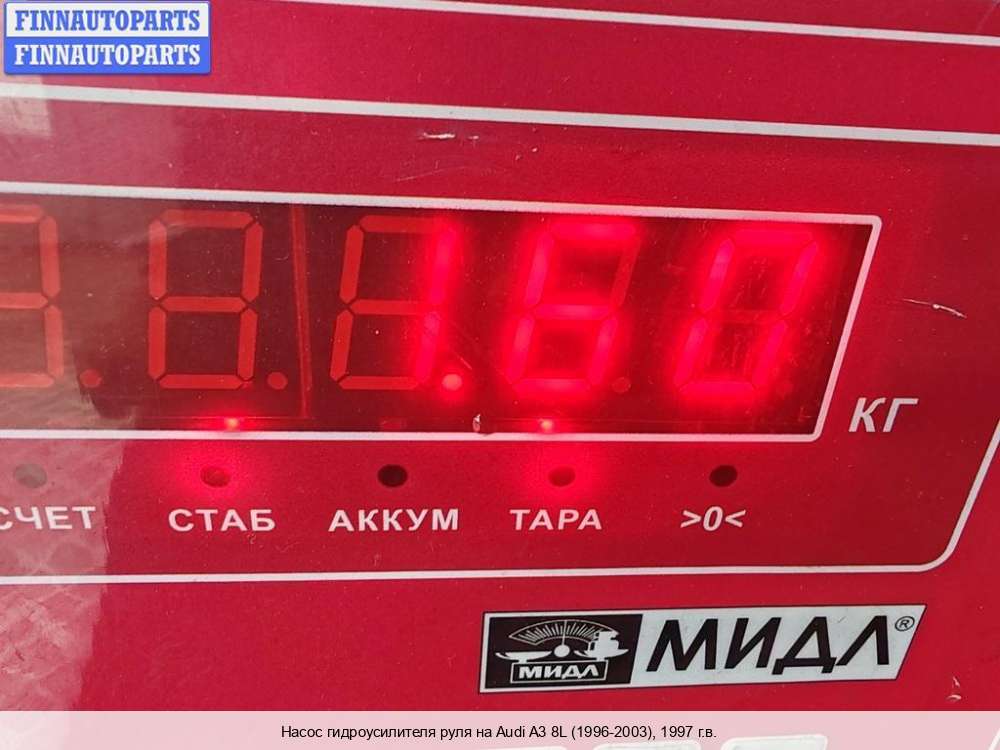 FINNAUTOPARTS
FINNAUTOPARTS
1.60
КГ
СЧЕТ СТАБ АККУМ ТАРА >0<
МИДЛ МИДЛ®
Насос гидроусилителя руля на Audi A3 8L (1996-2003), 1997 г.в.